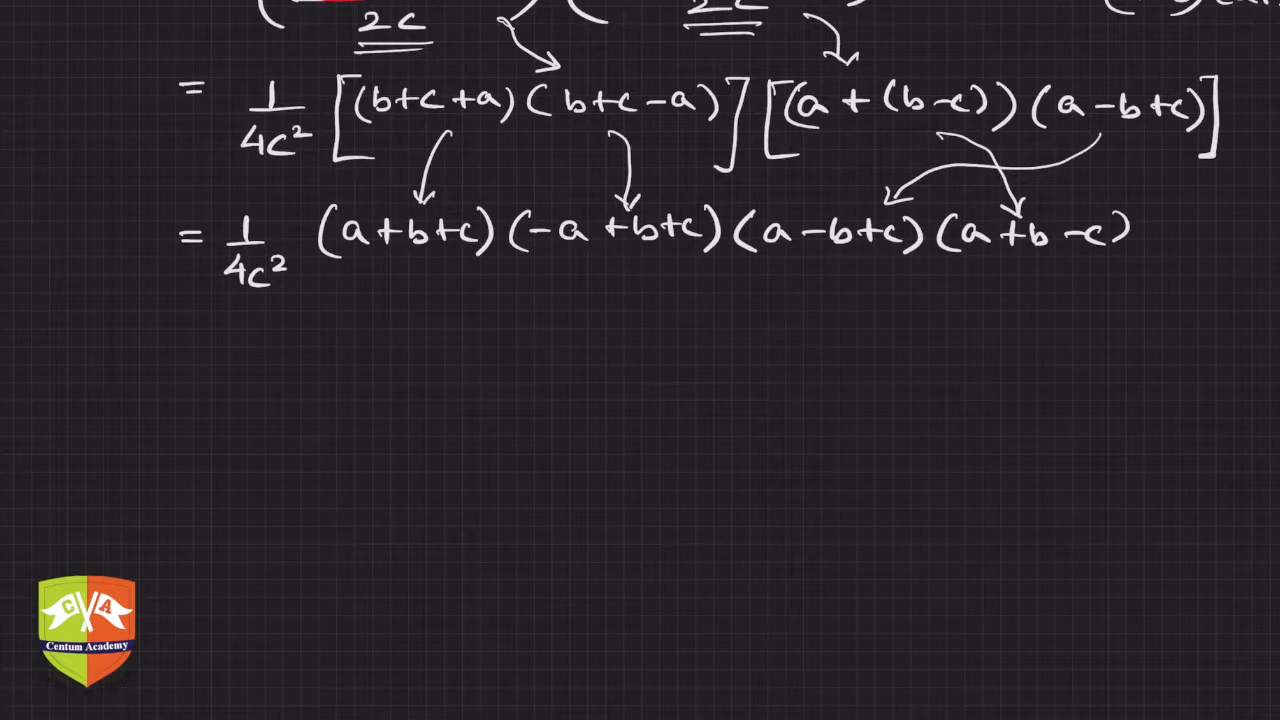 2c
= 1/4c² [(b+c+a)(b+c-a)] [(a+(b-c))(a-b+c)]
= 1/4c² (a+b+c)(-a+b+c)(a-b+c)(a+b-c)
C A
Centum Academy